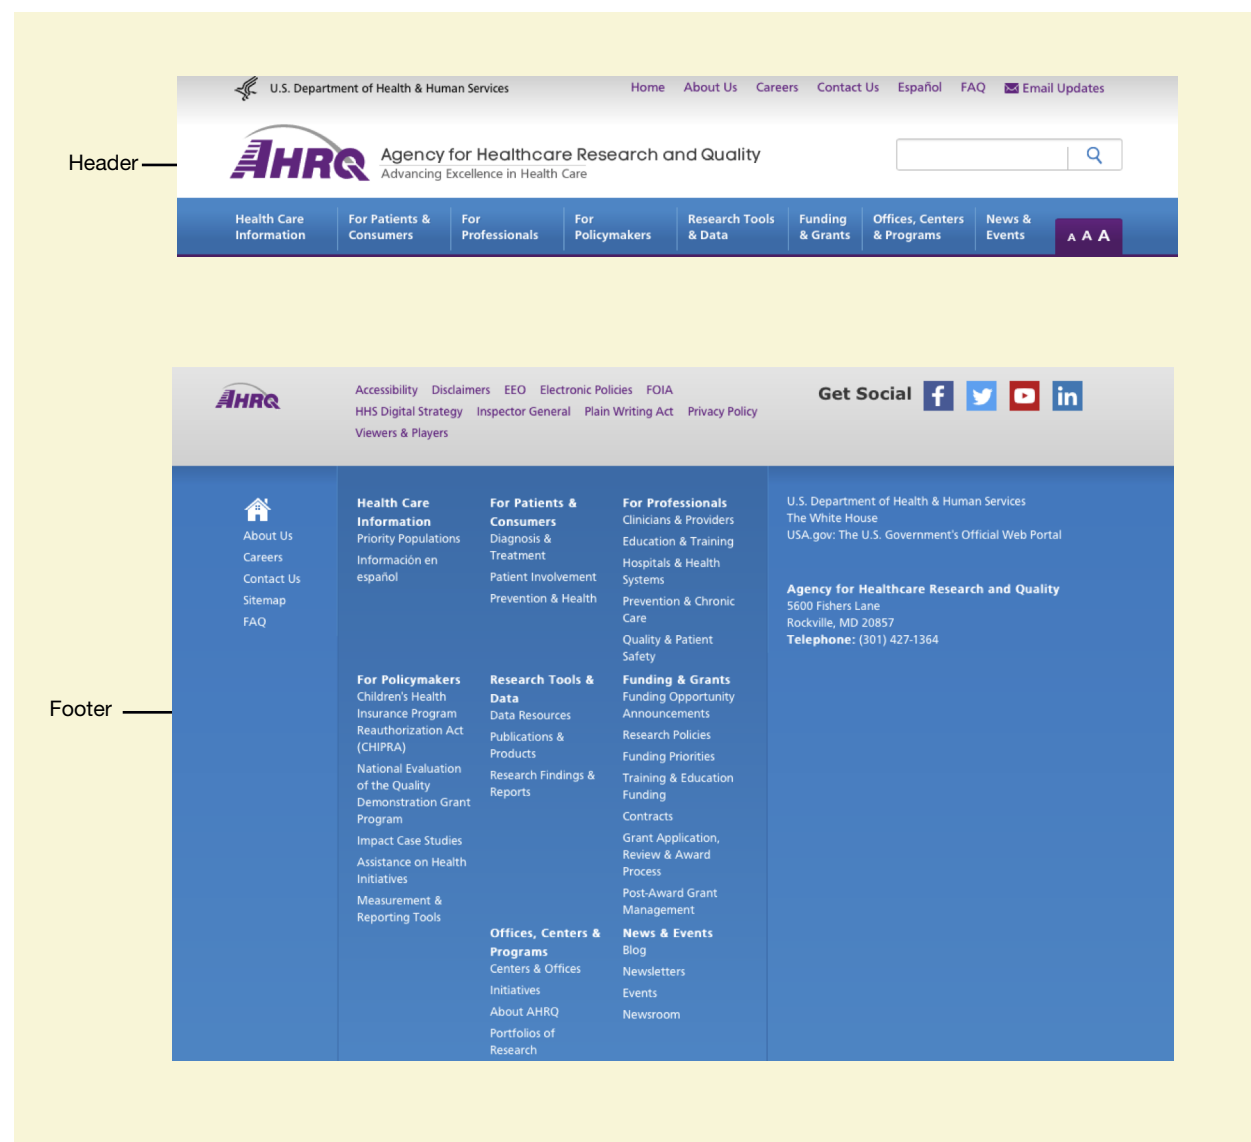 U.S. Department of Health & Human Services
Home About Us Careers Contact Us Español FAQ Email Updates
Header
AHRQ
Agency for Healthcare Research and Quality
Advancing Excellence in Health Care
Health Care
Information
For Patients &
Consumers
For
Professionals
For
Policymakers
Research Tools
& Data
Funding
& Grants
Offices, Centers
& Programs
News &
Events
A A A
AHRQ
Accessibility Disclaimers EEO Electronic Policies FOIA
HHS Digital Strategy Inspector General Plain Writing Act Privacy Policy
Viewers & Players
Get Social
f
in
Footer
About Us
Careers
Contact Us
Sitemap
FAQ
Health Care
Information
Priority Populations
Información en
español
For Patients &
Consumers
Diagnosis &
Treatment
Patient Involvement
Prevention & Health
For Professionals
Clinicians & Providers
Education & Training
Hospitals & Health
Systems
Prevention & Chronic
Care
Quality & Patient
Safety
For Policymakers
Children's Health
Insurance Program
Reauthorization Act
(CHIPRA)
National Evaluation
of the Quality
Demonstration Grant
Program
Impact Case Studies
Assistance on Health
Initiatives
Measurement &
Reporting Tools
Research Tools &
Data
Data Resources
Publications &
Products
Research Findings &
Reports
Funding & Grants
Funding Opportunity
Announcements
Research Policies
Funding Priorities
Training & Education
Funding
Contracts
Grant Application,
Review & Award
Process
Post-Award Grant
Management
Offices, Centers &
Programs
Centers & Offices
Initiatives
About AHRQ
Portfolios of
Research
News & Events
Blog
Newsletters
Events
Newsroom
U.S. Department of Health & Human Services
The White House
USA.gov: The U.S. Government's Official Web Portal
Agency for Healthcare Research and Quality
5600 Fishers Lane
Rockville, MD 20857
Telephone: (301) 427-1364